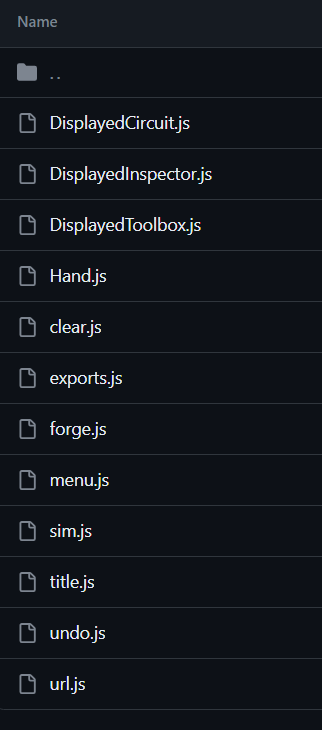 Name
..
DisplayedCircuit.js
DisplayedInspector.js
DisplayedToolbox.js
Hand.js
clear.js
exports.js
forge.js
menu.js
sim.js
title.js
undo.js
url.js